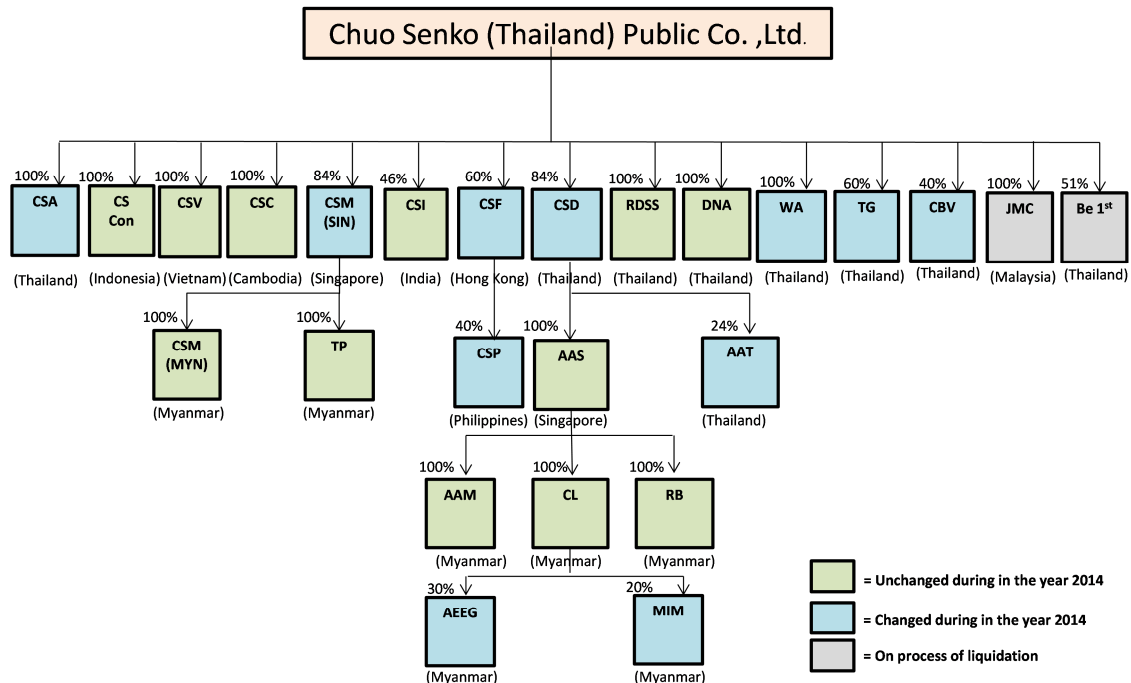 Chuo Senko (Thailand) Public Co. ,Ltd.
100% 100% 100% 100% 84% 46% 60% 84% 100% 100% 100% 60% 40% 100% 51%
CSA CS Con CSV CSC CSM (SIN) CSI CSF CSD RDSS DNA WA TG CBV JMC Be 1st
(Thailand) (Indonesia) (Vietnam) (Cambodia) (Singapore) (India) (Hong Kong) (Thailand) (Thailand) (Thailand) (Thailand) (Thailand) (Thailand) (Malaysia) (Thailand)
100% 100% 40% 100% 24%
CSM (MYN) TP CSP AAS AAT
(Myanmar) (Myanmar) (Philippines) (Singapore) (Thailand)
100% 100% 100%
AAM CL RB
(Myanmar) (Myanmar) (Myanmar)
30% 20%
AEEG MIM
(Myanmar) (Myanmar)
= Unchanged during in the year 2014
= Changed during in the year 2014
= On process of liquidation